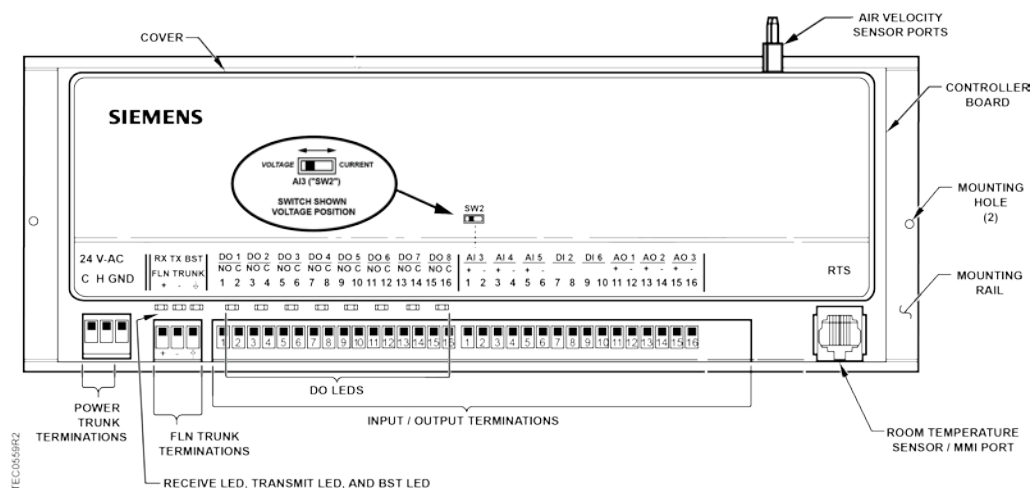 COVER
AIR VELOCITY
SENSOR PORTS
CONTROLLER
BOARD
SIEMENS
VOLTAGE
CURRENT
AI3 ("SW2")
SWITCH SHOWN
VOLTAGE POSITION
SW2
MOUNTING
HOLE
(2)
MOUNTING
RAIL
24 V-AC
C H GND
RX TX BST
FLN TRUNK
+ - ⏚
DO 1 DO 2 DO 3 DO 4 DO 5 DO 6 DO 7 DO 8
NO C NO C NO C NO C NO C NO C NO C NO C
1 2 3 4 5 6 7 8 9 10 11 12 13 14 15 16
AI 3 AI 4 AI 5 DI 2 DI 6 AO 1 AO 2 AO 3
+ - + - + - + - + - + -
1 2 3 4 5 6 7 8 9 10 11 12 13 14 15 16
RTS
+ - ⏚
1 2 3 4 5 6 7 8 9 10 11 12 13 14 15 16
1 2 3 4 5 6 7 8 9 10 11 12 13 14 15 16
DO LEDS
POWER
TRUNK
TERMINATIONS
FLN TRUNK
TERMINATIONS
INPUT / OUTPUT TERMINATIONS
ROOM TEMPERATURE
SENSOR / MMI PORT
RECEIVE LED, TRANSMIT LED, AND BST LED
TEC0559R2